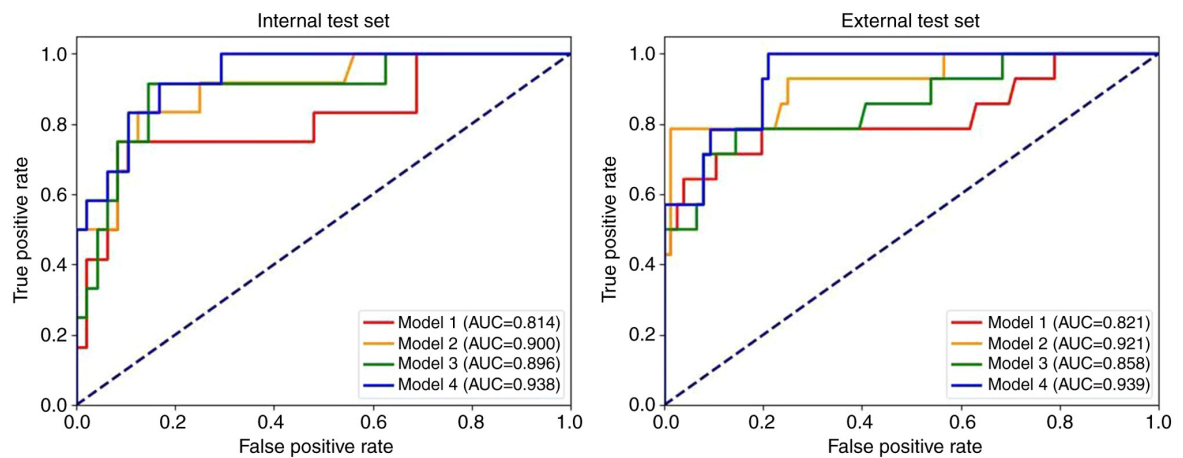 Internal test set
True positive rate
1.0
0.8
0.6
0.4
0.2
0.0
Model 1 (AUC=0.814)
Model 2 (AUC=0.900)
Model 3 (AUC=0.896)
Model 4 (AUC=0.938)
0.0 0.2 0.4 0.6 0.8 1.0
False positive rate
External test set
True positive rate
1.0
0.8
0.6
0.4
0.2
0.0
Model 1 (AUC=0.821)
Model 2 (AUC=0.921)
Model 3 (AUC=0.858)
Model 4 (AUC=0.939)
0.0 0.2 0.4 0.6 0.8 1.0
False positive rate